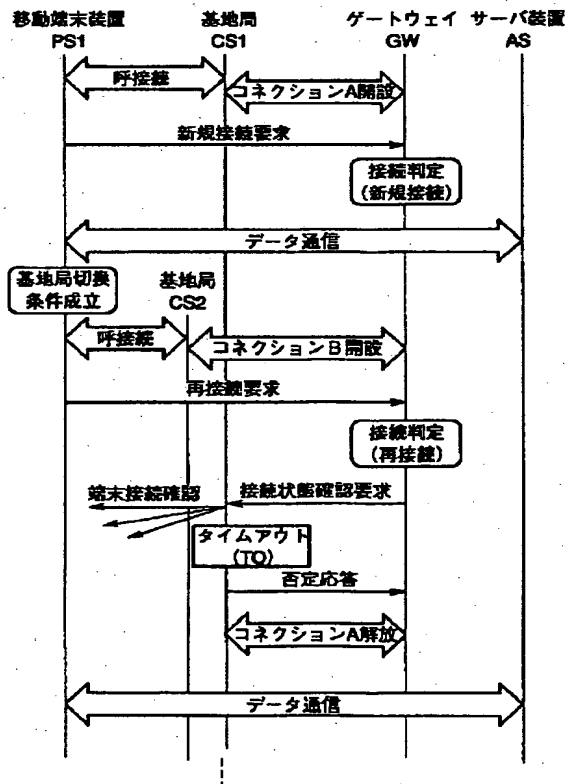 移動端末装置 基地局 ゲートウェイ サーバ装置
PS1 CS1 GW AS
呼接続
コネクションA開設
新規接続要求
接続判定
(新規接続)
データ通信
基地局切換
条件成立
基地局
CS2
呼接続
コネクションB開設
再接続要求
接続判定
(再接続)
端末接続確認
接続状態確認要求
タイムアウト
(TO)
否定応答
コネクションA解放
データ通信